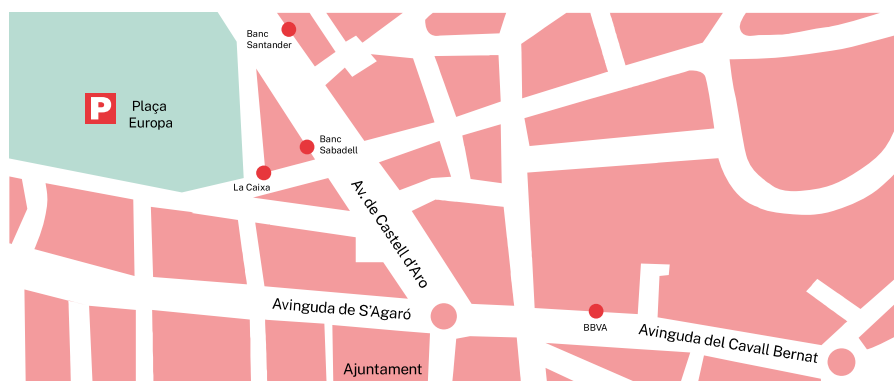 Banc
Santander
P
Plaça
Europa
Banc
Sabadell
La Caixa
Av. de Castell d'Aro
Avinguda de S'Agaró
BBVA
Avinguda del Cavall Bernat
Ajuntament